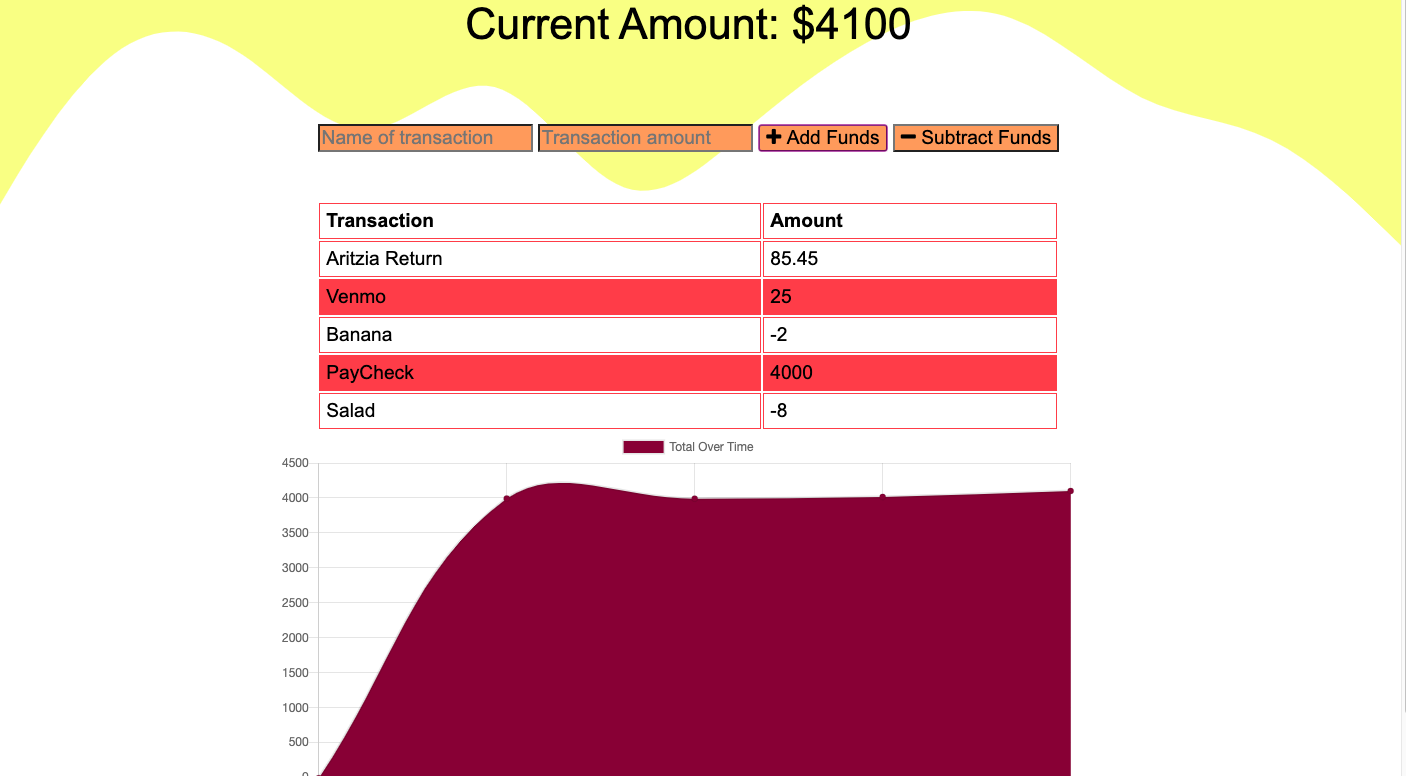 Current Amount: $4100
Name of transaction Transaction amount Add Funds Subtract Funds
Transaction Amount
Aritzia Return 85.45
Venmo 25
Banana -2
PayCheck 4000
Salad -8
Total Over Time
4500
4000
3500
3000
2500
2000
1500
1000
500
0